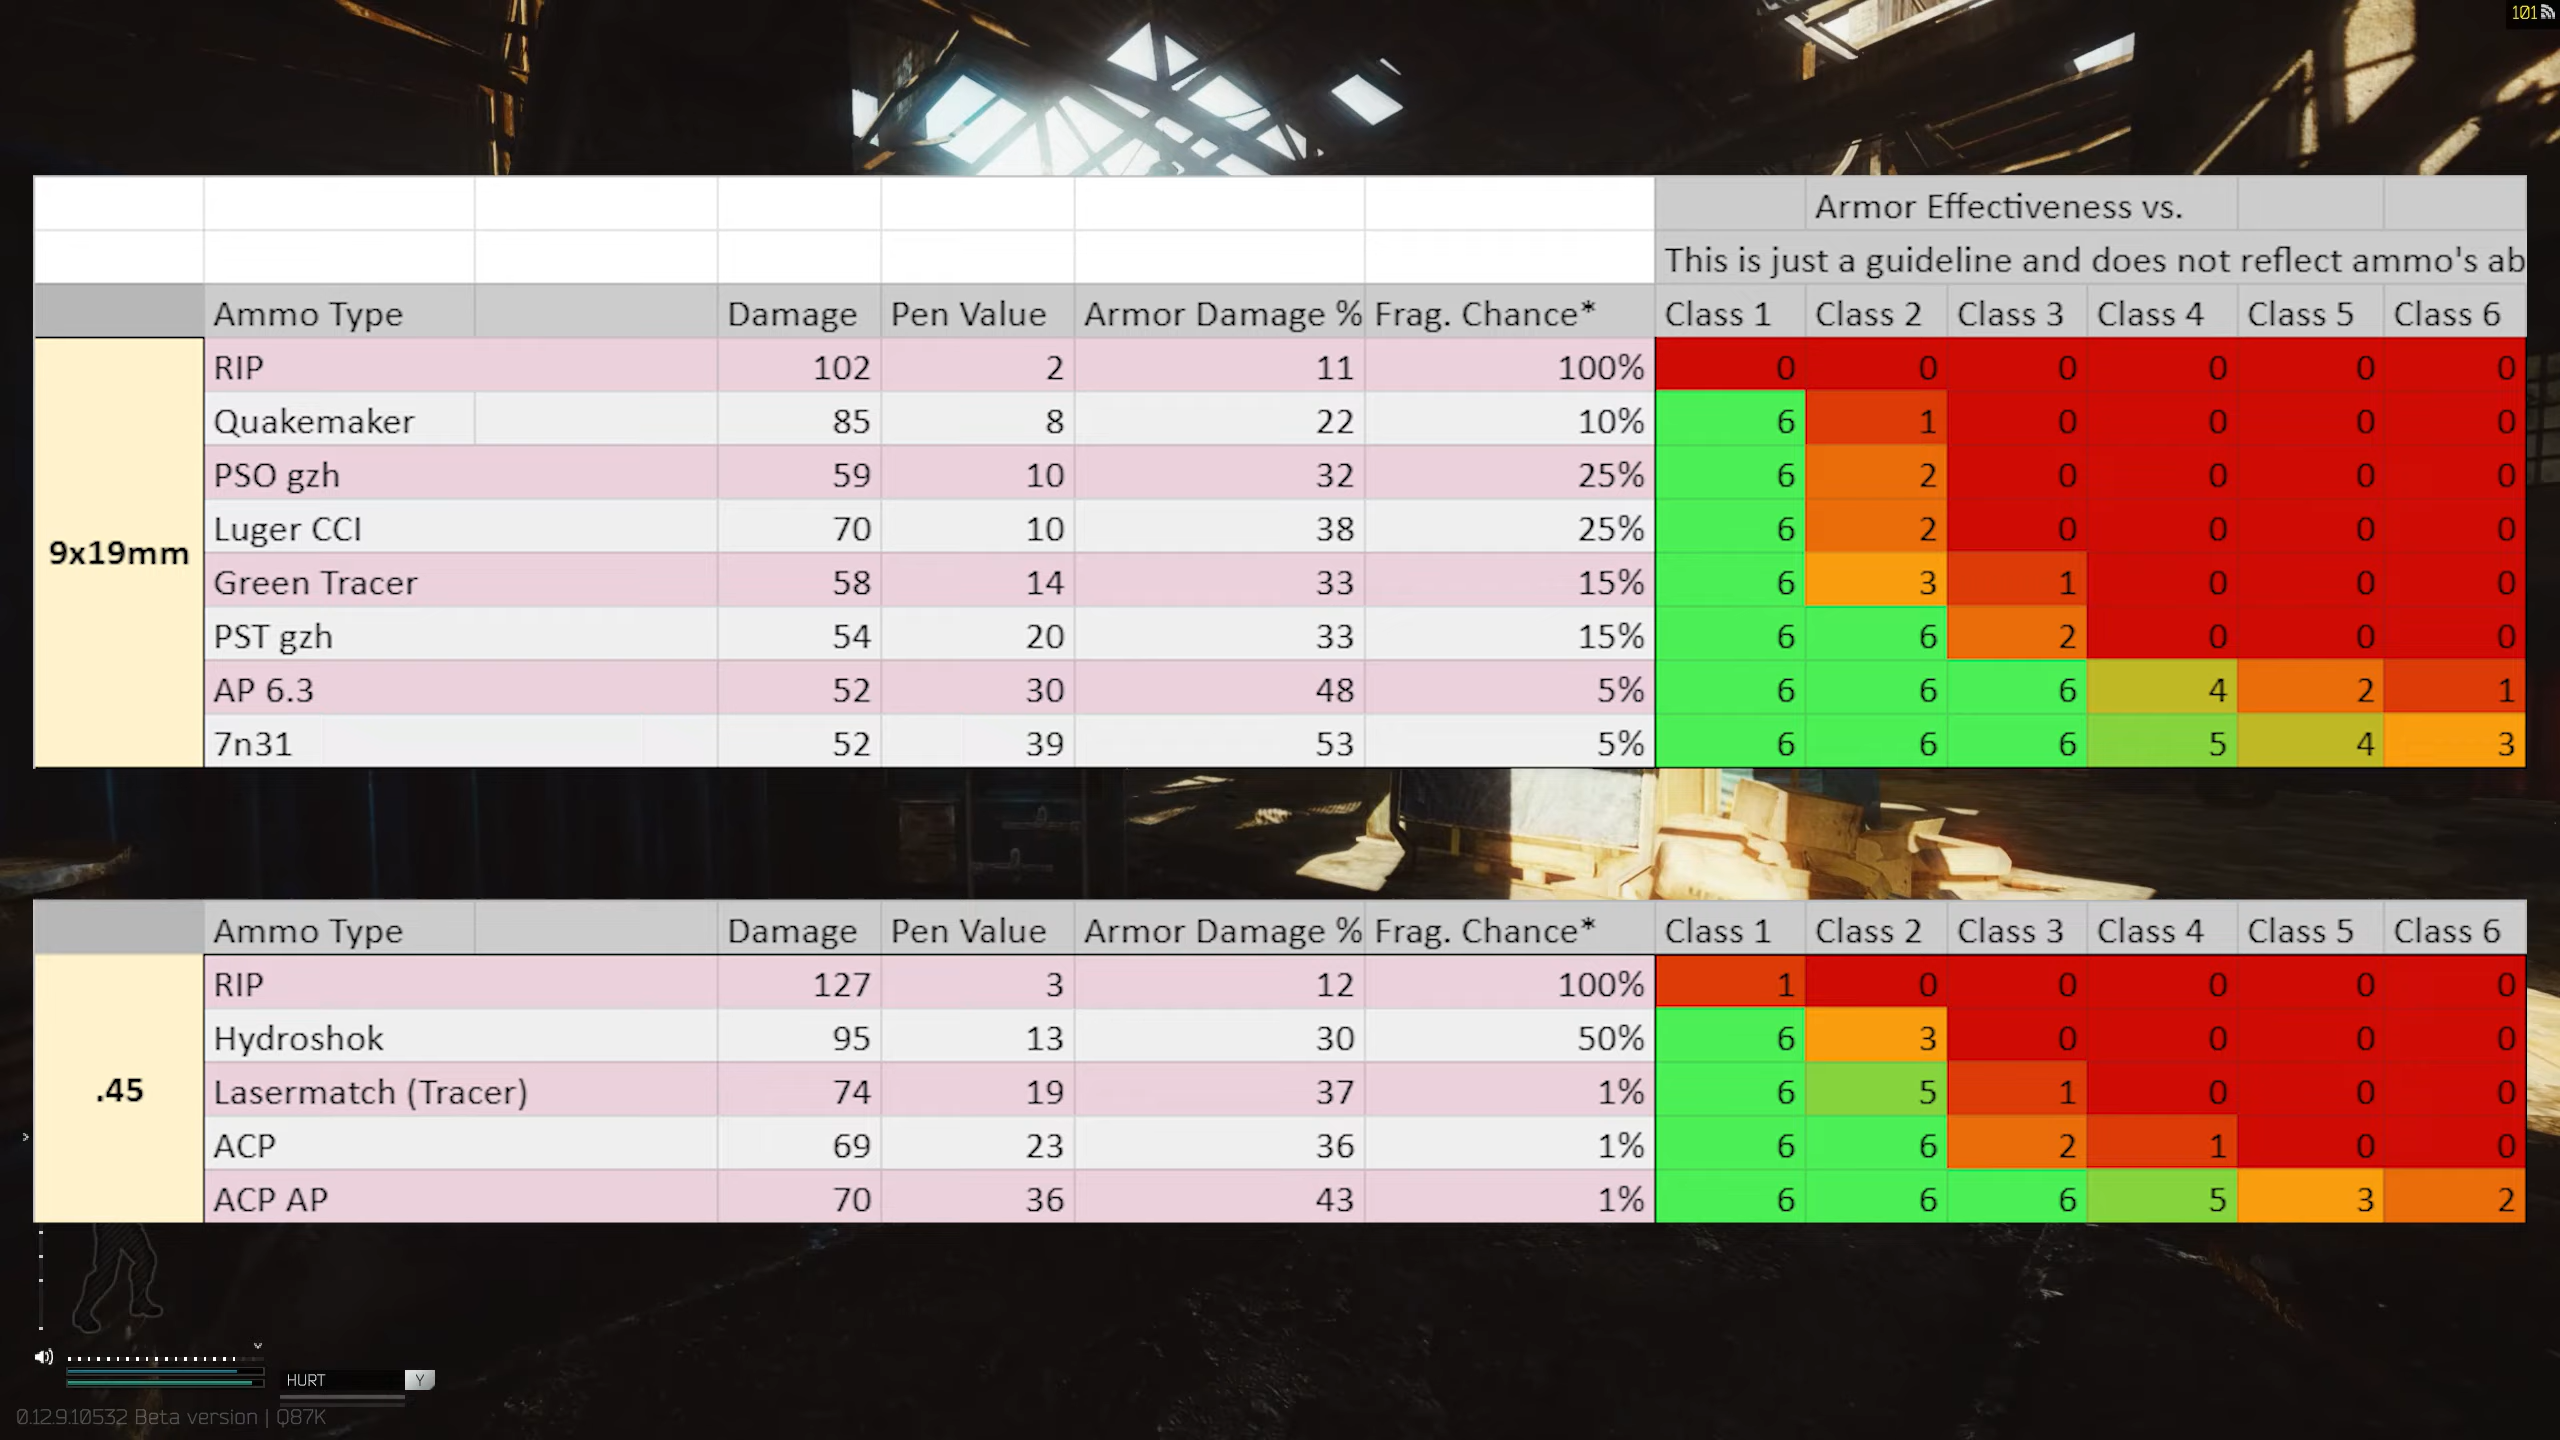 101
Armor Effectiveness vs.
This is just a guideline and does not reflect ammo's ab
Ammo Type Damage Pen Value Armor Damage % Frag. Chance* Class 1 Class 2 Class 3 Class 4 Class 5 Class 6
9x19mm
RIP 102 2 11 100% 0 0 0 0 0 0
Quakemaker 85 8 22 10% 6 1 0 0 0 0
PSO gzh 59 10 32 25% 6 2 0 0 0 0
Luger CCI 70 10 38 25% 6 2 0 0 0 0
Green Tracer 58 14 33 15% 6 3 1 0 0 0
PST gzh 54 20 33 15% 6 6 2 0 0 0
AP 6.3 52 30 48 5% 6 6 6 4 2 1
7n31 52 39 53 5% 6 6 6 5 4 3
Ammo Type Damage Pen Value Armor Damage % Frag. Chance* Class 1 Class 2 Class 3 Class 4 Class 5 Class 6
.45
RIP 127 3 12 100% 1 0 0 0 0 0
Hydroshok 95 13 30 50% 6 3 0 0 0 0
Lasermatch (Tracer) 74 19 37 1% 6 5 1 0 0 0
ACP 69 23 36 1% 6 6 2 1 0 0
ACP AP 70 36 43 1% 6 6 6 5 3 2
HURT Y
0.12.9.10532 Beta version | Q87K